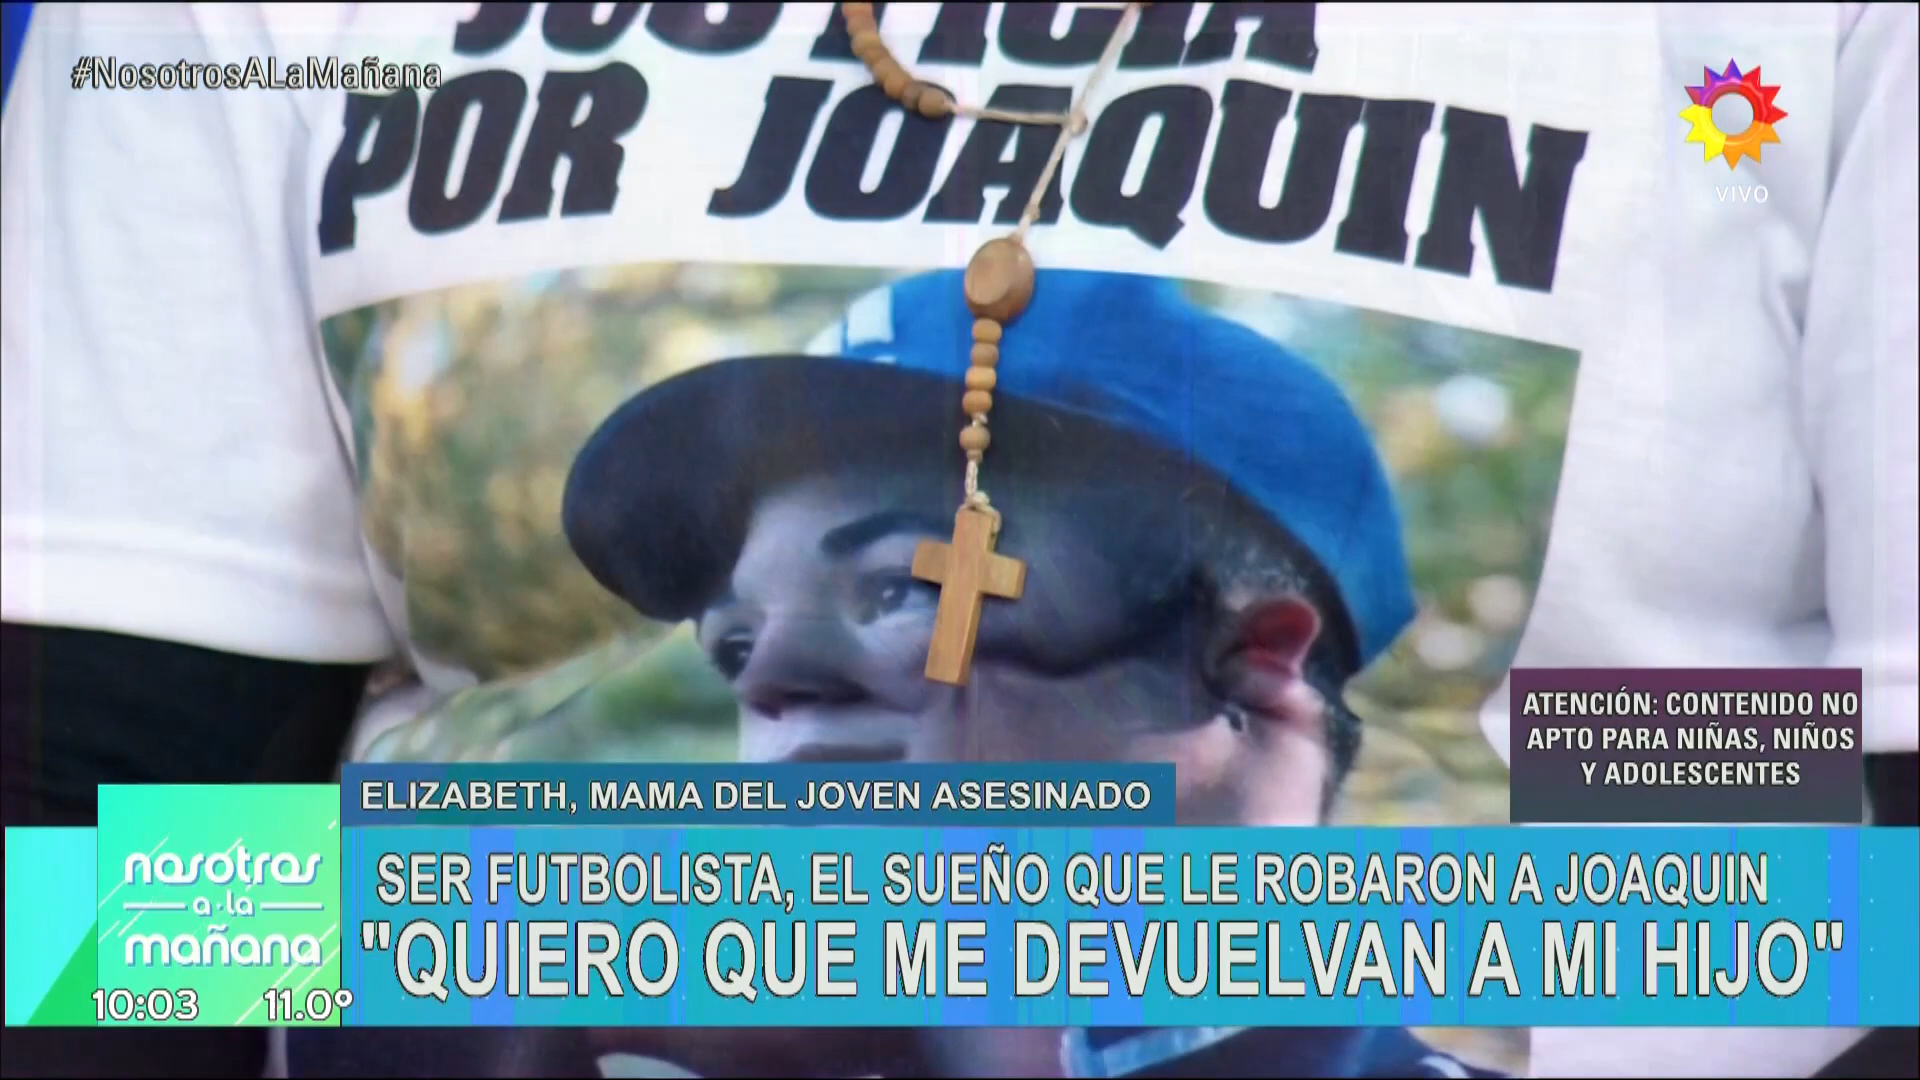 JUSTICIA
#NosotrosALaMañana
POR JOAQUIN
VIVO
ATENCIÓN: CONTENIDO NO
APTO PARA NIÑAS, NIÑOS
Y ADOLESCENTES
ELIZABETH, MAMA DEL JOVEN ASESINADO
nosotros
a la
mañana
SER FUTBOLISTA, EL SUEÑO QUE LE ROBARON A JOAQUIN
"QUIERO QUE ME DEVUELVAN A MI HIJO"
10:03 11.0°